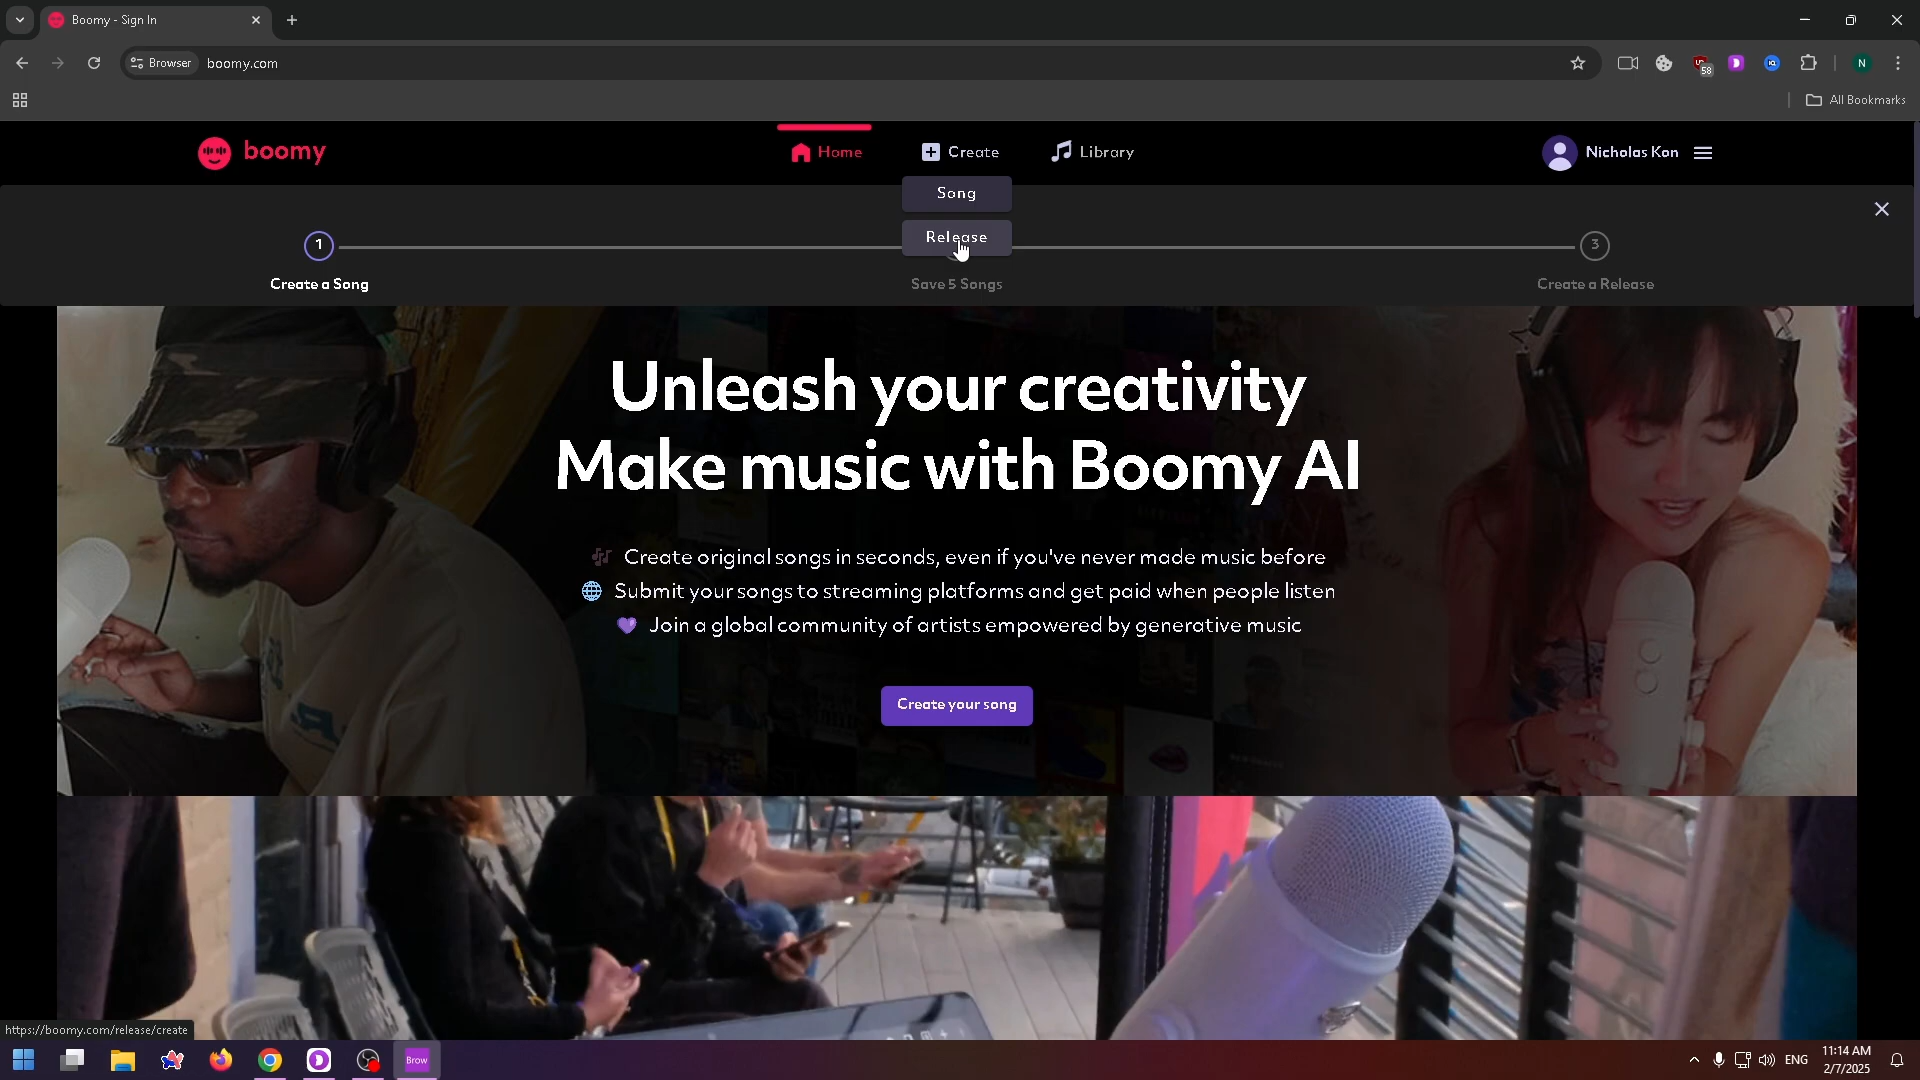 Boomy - Sign In
Browser
boomy.com
58
N
All Bookmarks
boomy
Home
Create
Library
Nicholas Kon
Song
Release
1
3
Create a Song
Save 5 Songs
Create a Release
Unleash your creativity
Make music with Boomy AI
Create original songs in seconds, even if you've never made music before
Submit your songs to streaming platforms and get paid when people listen
Join a global community of artists empowered by generative music
Create your song
https://boomy.com/release/create
Brow
ENG
11:14 AM
2/7/2025